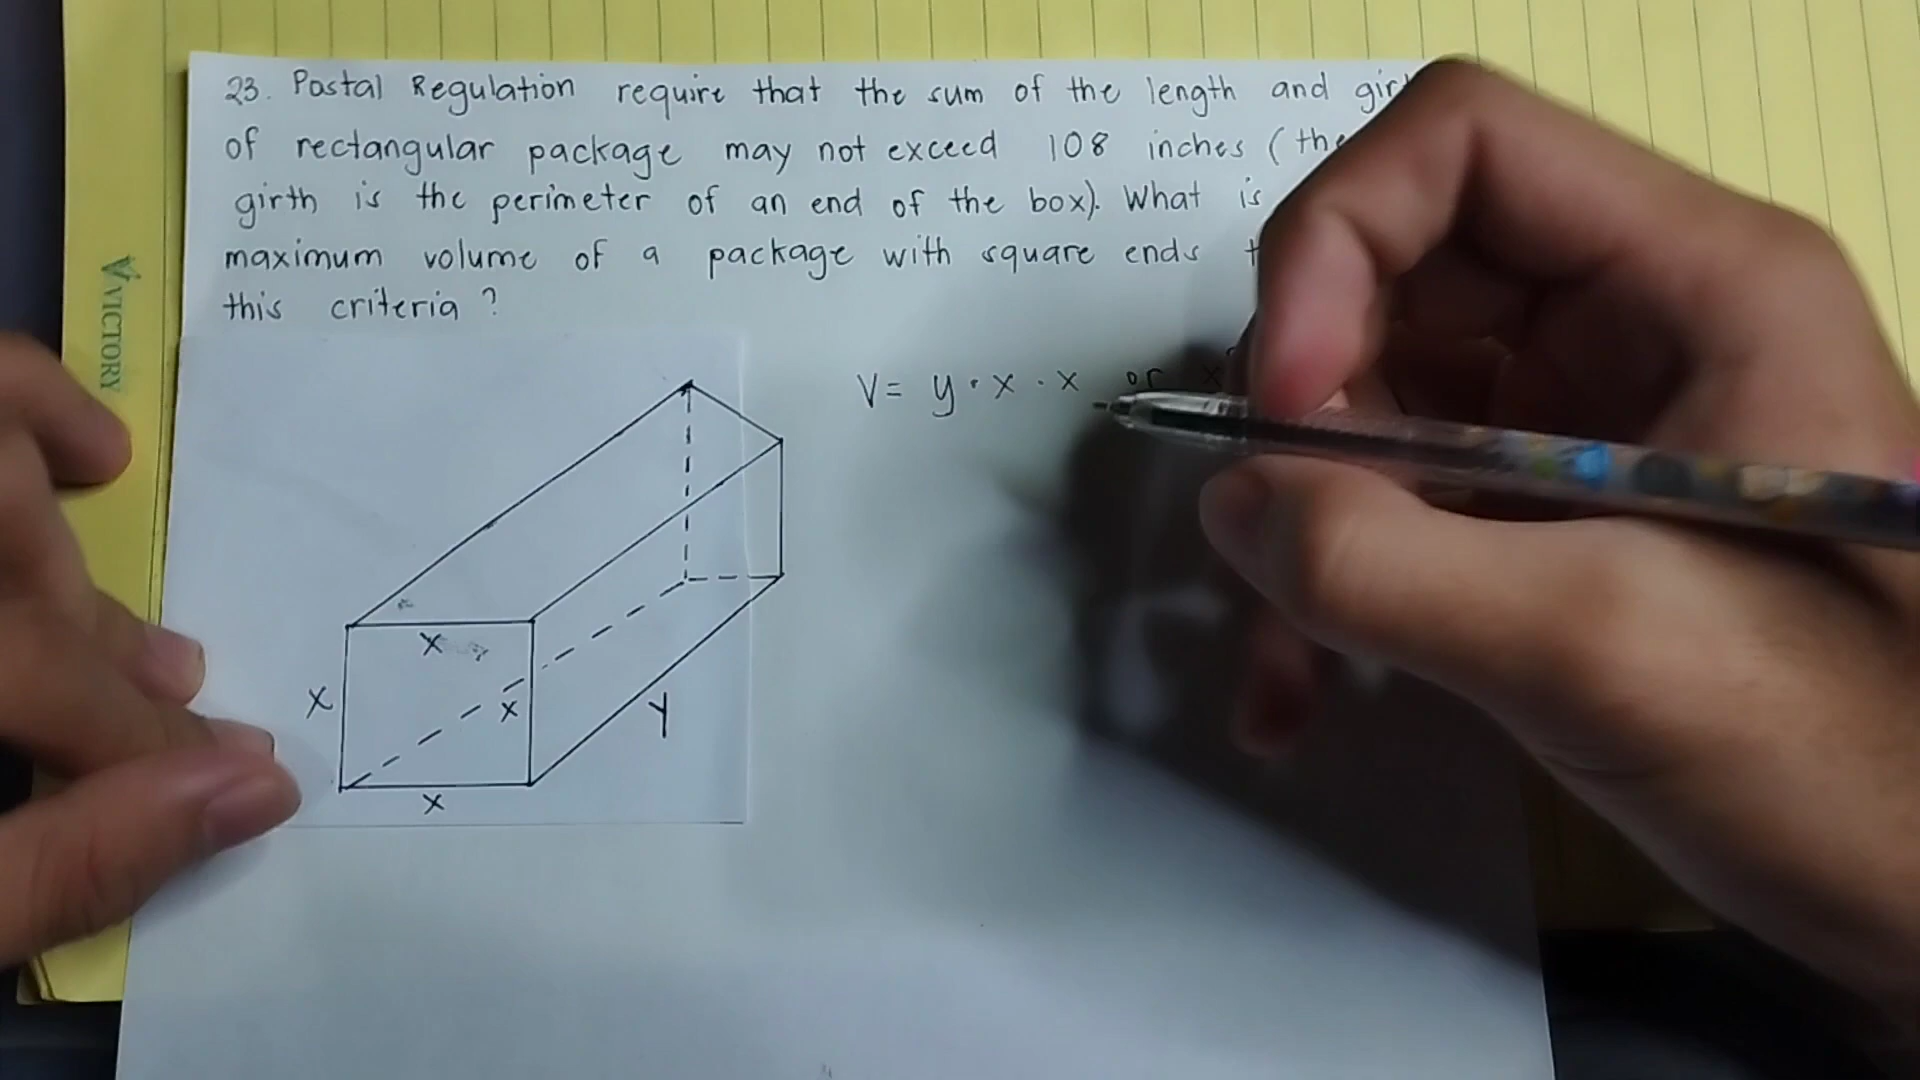 23. Postal Regulation require that the sum of the length and
of rectangular package may not exceed 108 inches (the
girth is the perimeter of an end of the box). What is
maximum volume of a package with square ends
this criteria ?
V = y · x · x or x
x
x
x
x
Y
VICTORY